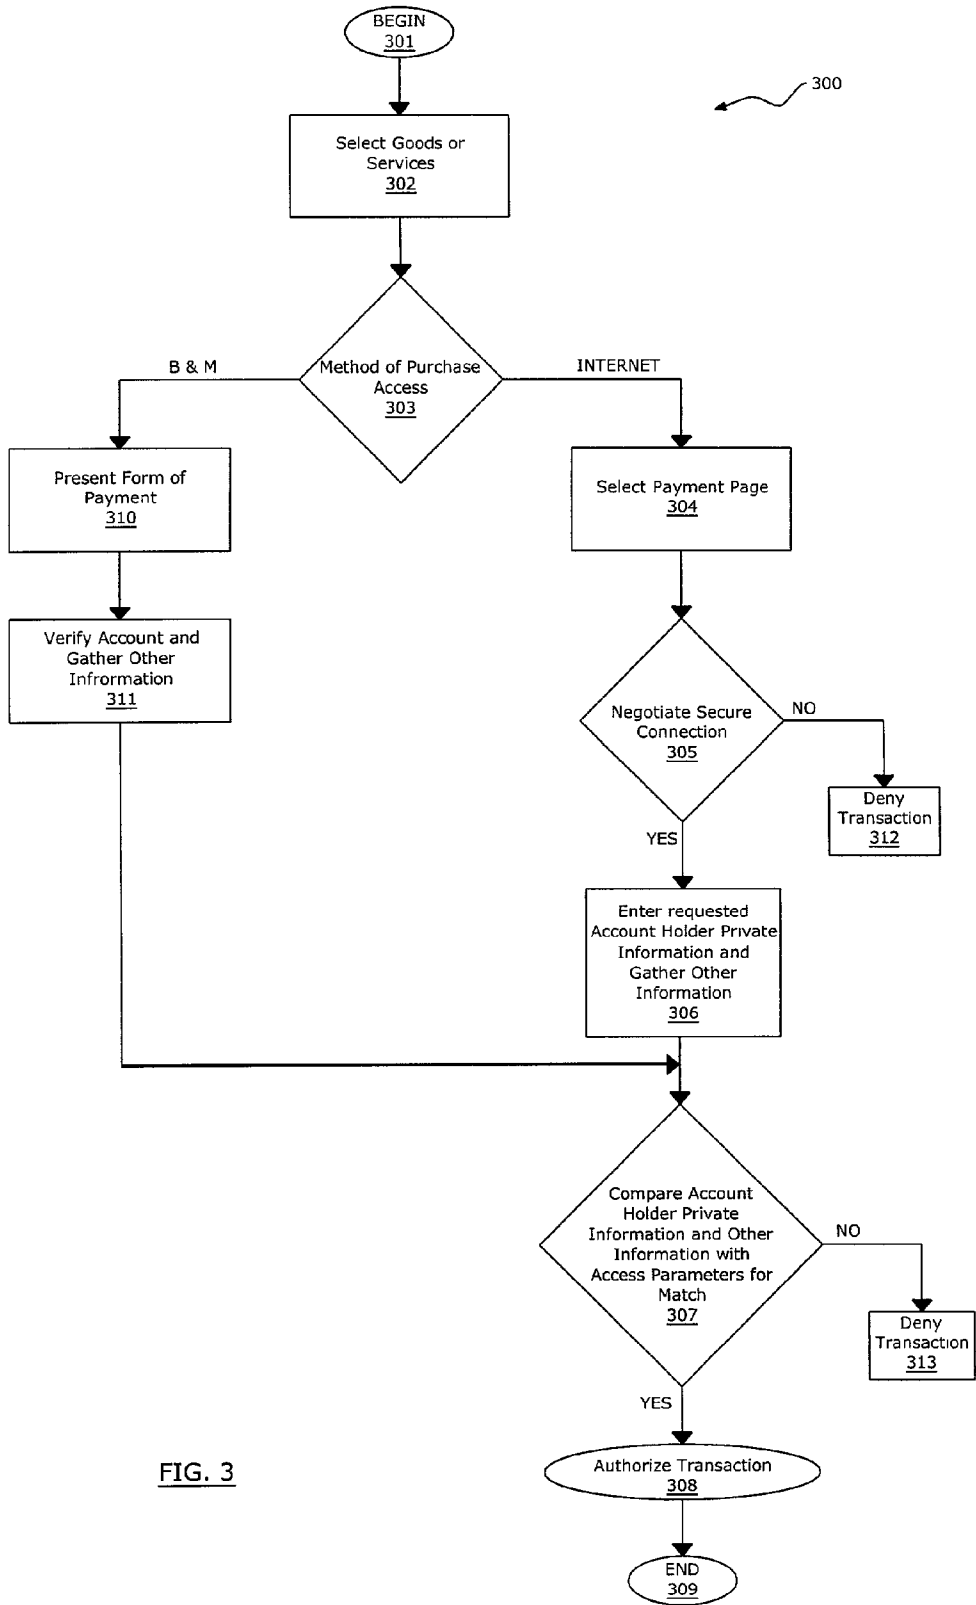 BEGIN
301
300
Select Goods or
Services
302
Method of Purchase
Access
303
B & M
INTERNET
Present Form of
Payment
310
Select Payment Page
304
Verify Account and
Gather Other
Infrormation
311
Negotiate Secure
Connection
305
NO
Deny
Transaction
312
YES
Enter requested
Account Holder Private
Information and
Gather Other
Information
306
Compare Account
Holder Private
Information and Other
Information with
Access Parameters for
Match
307
NO
Deny
Transaction
313
YES
Authorize Transaction
308
FIG. 3
END
309